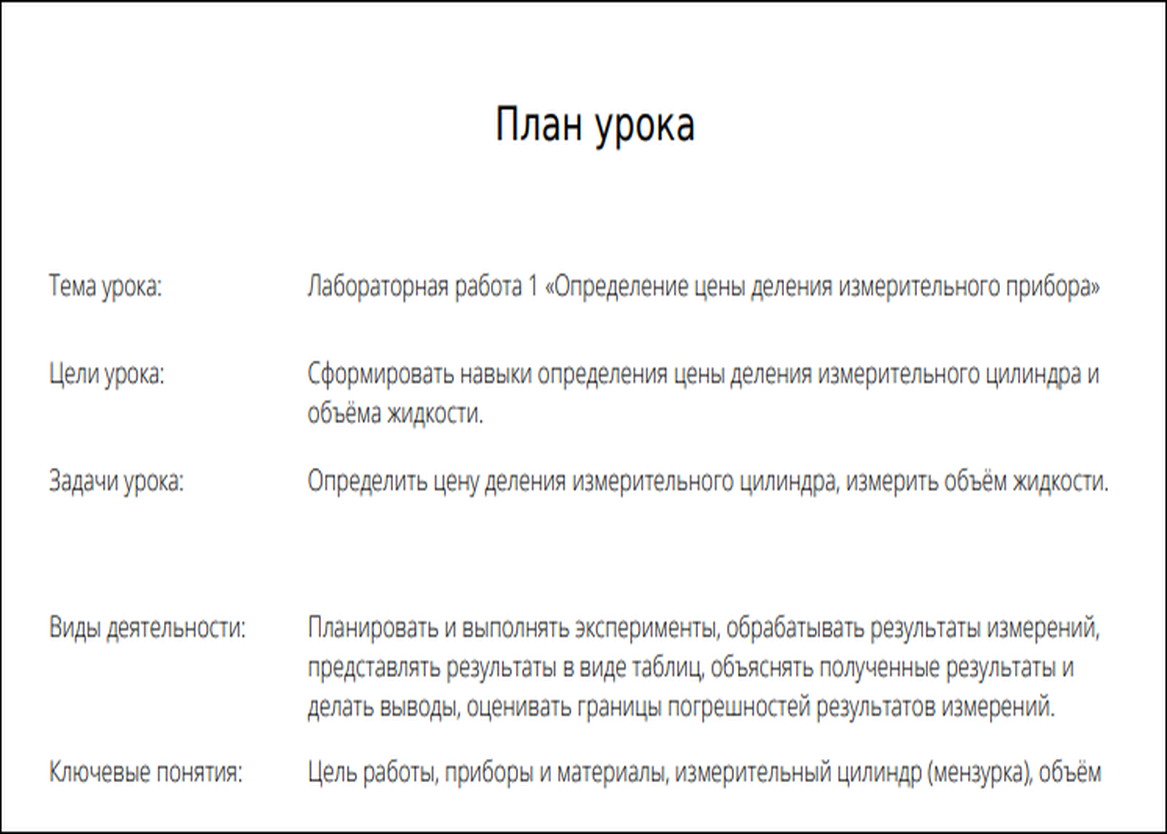 План урока
Тема урока: Лабораторная работа 1 «Определение цены деления измерительного прибора»
Цели урока: Сформировать навыки определения цены деления измерительного цилиндра и
объёма жидкости.
Задачи урока: Определить цену деления измерительного цилиндра, измерить объём жидкости.
Виды деятельности: Планировать и выполнять эксперименты, обрабатывать результаты измерений,
представлять результаты в виде таблиц, объяснять полученные результаты и
делать выводы, оценивать границы погрешностей результатов измерений.
Ключевые понятия: Цель работы, приборы и материалы, измерительный цилиндр (мензурка), объём